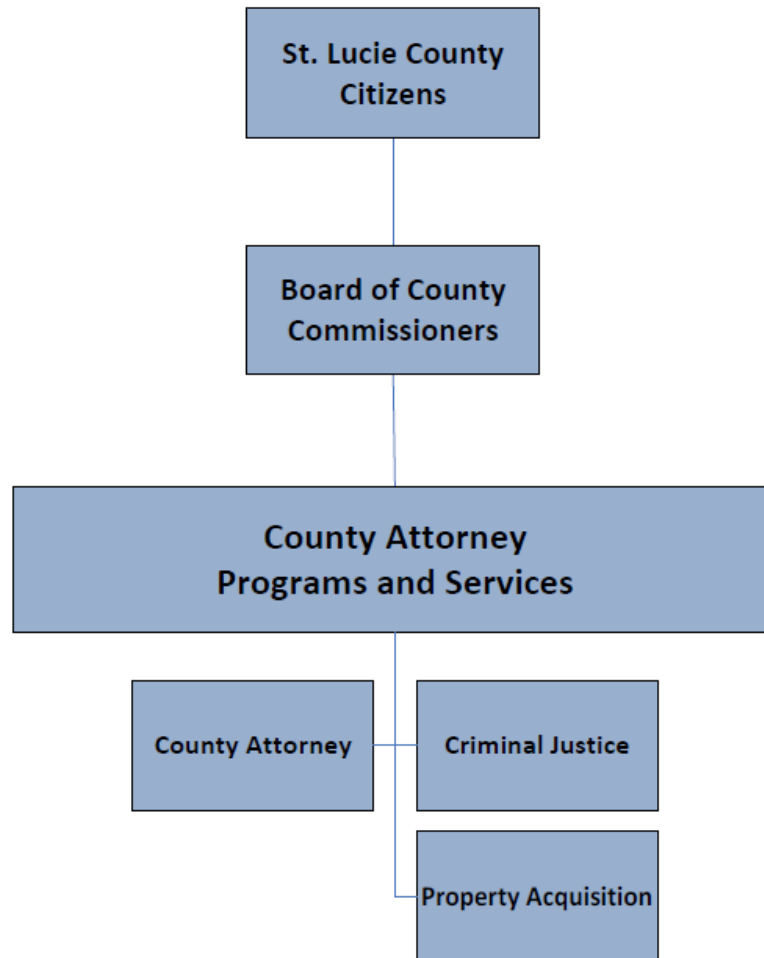 St. Lucie County
Citizens
Board of County
Commissioners
County Attorney
Programs and Services
County Attorney
Criminal Justice
Property Acquisition